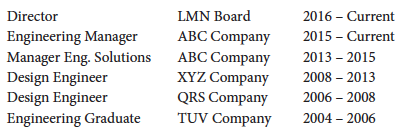 Director LMN Board 2016 – Current
Engineering Manager ABC Company 2015 – Current
Manager Eng. Solutions ABC Company 2013 – 2015
Design Engineer XYZ Company 2008 – 2013
Design Engineer QRS Company 2006 – 2008
Engineering Graduate TUV Company 2004 – 2006